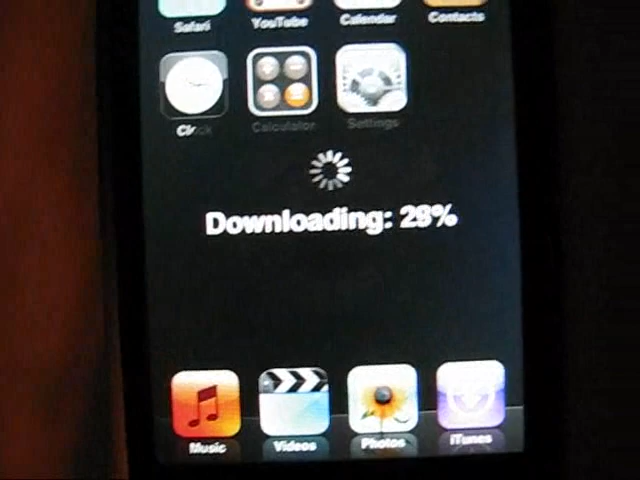 Safari YouTube Calendar Contacts
Clock Calculator Settings
Downloading: 28%
Music Videos Photos iTunes